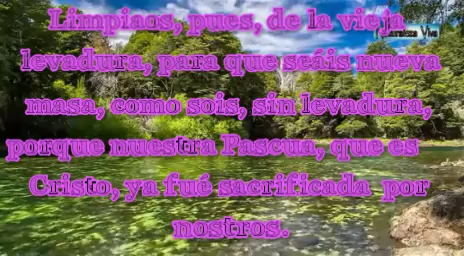 Limpiaos, pues, de la vieja
levadura, para que seáis nueva
masa, como sois, sin levadura,
porque nuestra Pascua, que es
Cristo, ya fué sacrificada por
nostros.
Viva